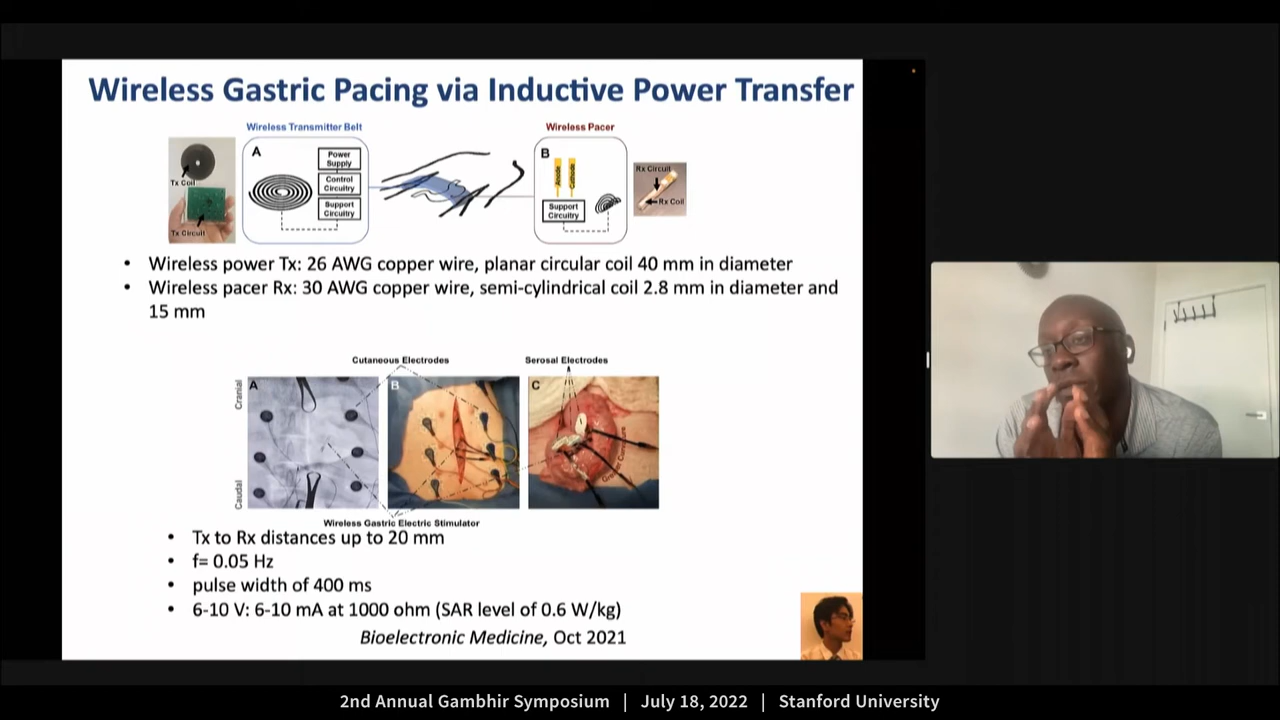 Wireless Gastric Pacing via Inductive Power Transfer
Wireless Transmitter Belt
Wireless Pacer
Tx Coil
Tx Circuit
A
Power Supply
Control Circuitry
Support Circuitry
B
Anode
Cathode
Support Circuitry
Rx Circuit
Rx Coil
• Wireless power Tx: 26 AWG copper wire, planar circular coil 40 mm in diameter
• Wireless pacer Rx: 30 AWG copper wire, semi-cylindrical coil 2.8 mm in diameter and
15 mm
Cutaneous Electrodes
Serosal Electrodes
Cranial
Caudal
A
B
C
Greater Curvature
Wireless Gastric Electric Stimulator
• Tx to Rx distances up to 20 mm
• f= 0.05 Hz
• pulse width of 400 ms
• 6-10 V: 6-10 mA at 1000 ohm (SAR level of 0.6 W/kg)
Bioelectronic Medicine, Oct 2021
2nd Annual Gambhir Symposium | July 18, 2022 | Stanford University